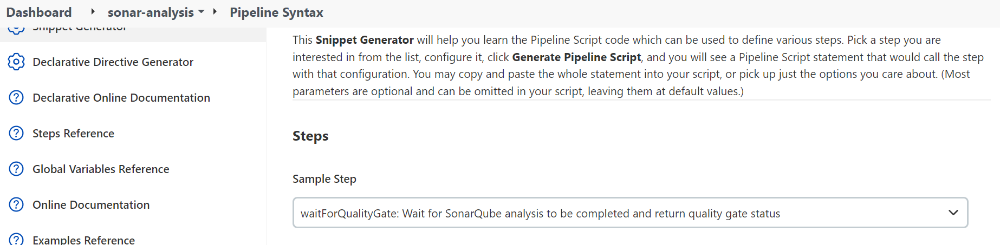 Dashboard sonar-analysis Pipeline Syntax
Snippet Generator
Declarative Directive Generator
Declarative Online Documentation
Steps Reference
Global Variables Reference
Online Documentation
Examples Reference
This Snippet Generator will help you learn the Pipeline Script code which can be used to define various steps. Pick a step you are
interested in from the list, configure it, click Generate Pipeline Script, and you will see a Pipeline Script statement that would call the step
with that configuration. You may copy and paste the whole statement into your script, or pick up just the options you care about. (Most
parameters are optional and can be omitted in your script, leaving them at default values.)
Steps
Sample Step
waitForQualityGate: Wait for SonarQube analysis to be completed and return quality gate status